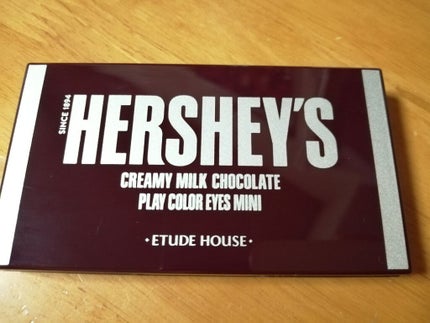 SINCE 1894
HERSHEY'S
CREAMY MILK CHOCOLATE
PLAY COLOR EYES MINI
·ETUDE HOUSE·